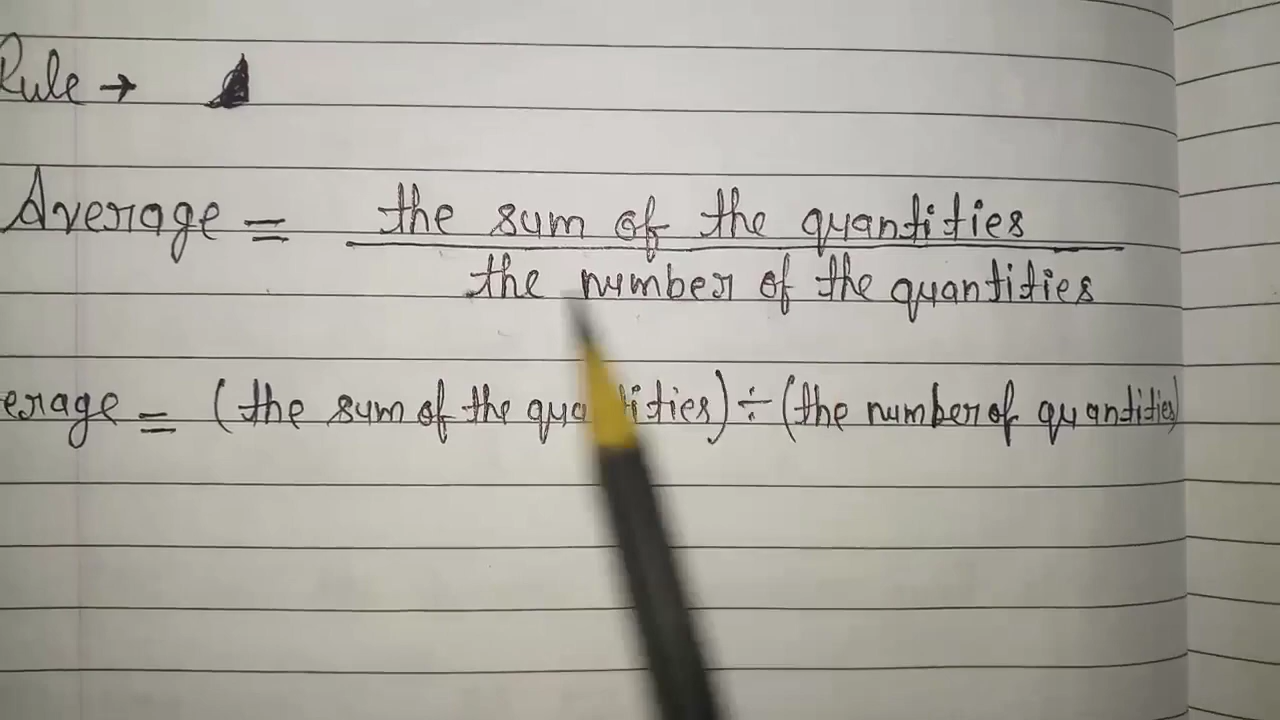 Rule →
Average = the sum of the quantities
the number of the quantities
erage = (the sum of the quantities) ÷ (the number of quantities)